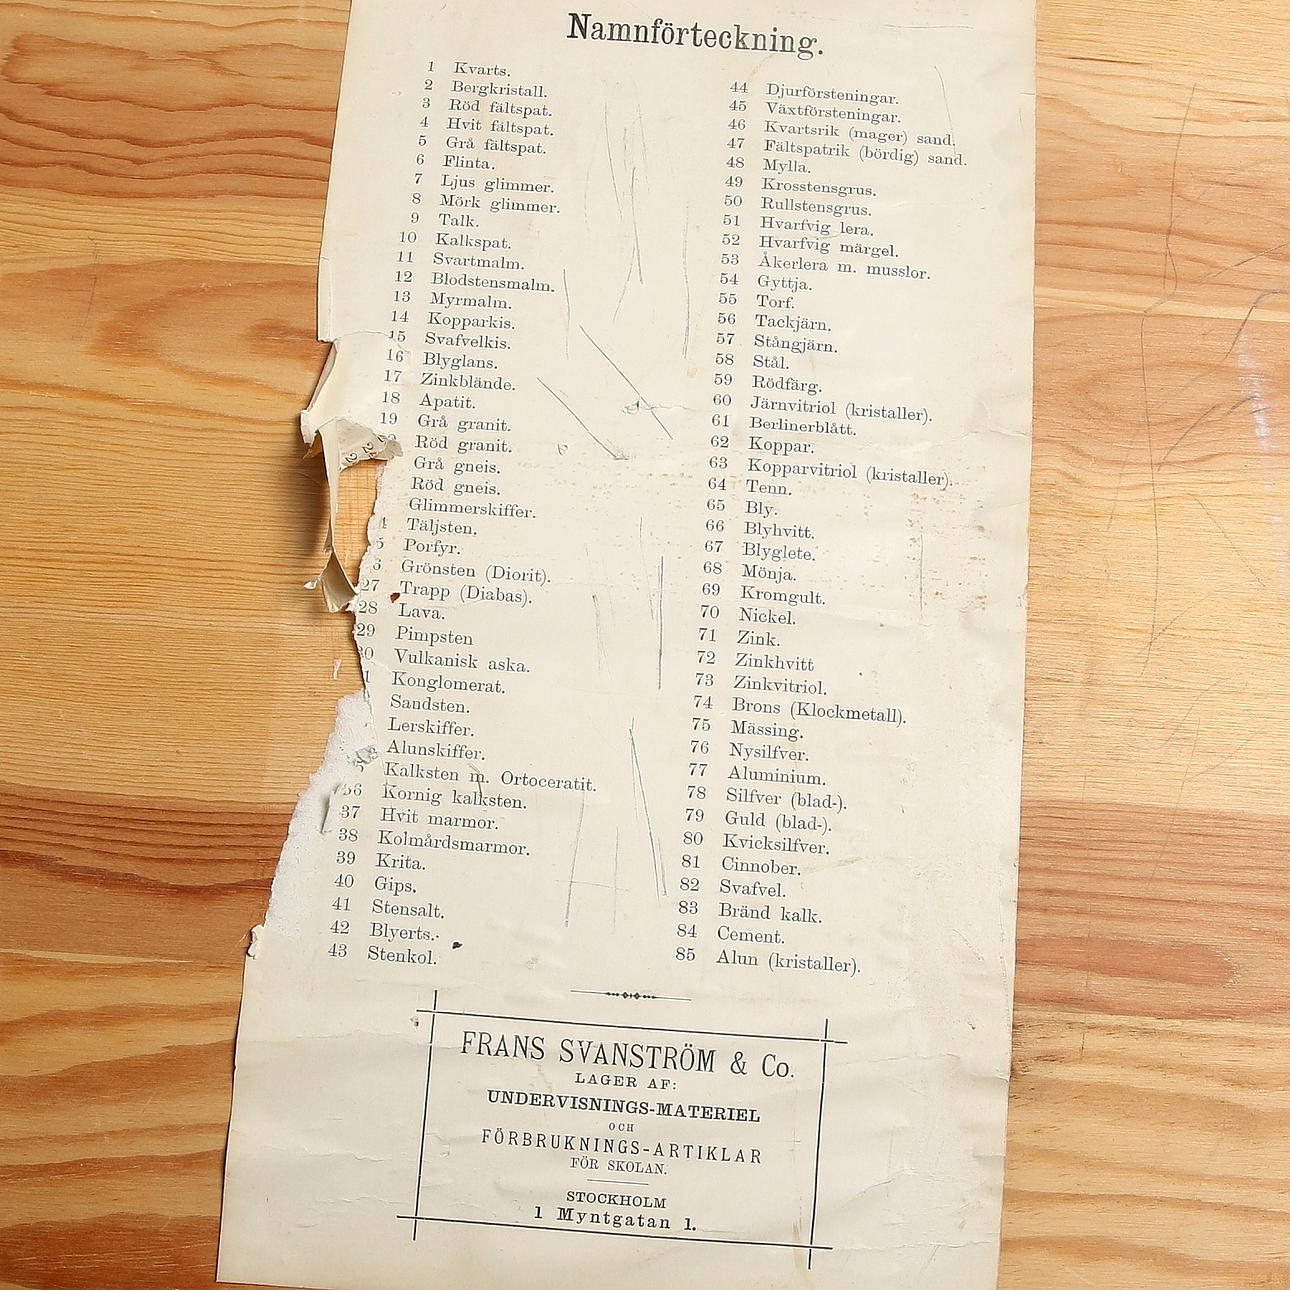 Namnförteckning.
1 Kvarts.
2 Bergkristall.
3 Röd fältspat.
4 Hvit fältspat.
5 Grå fältspat.
6 Flinta.
7 Ljus glimmer.
8 Mörk glimmer.
9 Talk.
10 Kalkspat.
11 Svartmalm.
12 Blodstensmalm.
13 Myrmalm.
14 Kopparkis.
15 Svafvelkis.
16 Blyglans.
17 Zinkblände.
18 Apatit.
19 Grå granit.
Röd granit.
Grå gneis.
Röd gneis.
Glimmerskiffer.
4 Täljsten.
5 Porfyr.
6 Grönsten (Diorit).
27 Trapp (Diabas).
28 Lava.
29 Pimpsten
30 Vulkanisk aska.
1 Konglomerat.
Sandsten.
Lerskiffer.
Alunskiffer.
5 Kalksten m. Ortoceratit.
36 Kornig kalksten.
37 Hvit marmor.
38 Kolmårdsmarmor.
39 Krita.
40 Gips.
41 Stensalt.
42 Blyerts.
43 Stenkol.
44 Djurförsteningar.
45 Växtförsteningar.
46 Kvartsrik (mager) sand.
47 Fältspatrik (bördig) sand.
48 Mylla.
49 Krosstensgrus.
50 Rullstensgrus.
51 Hvarfvig lera.
52 Hvarfvig märgel.
53 Åkerlera m. musslor.
54 Gyttja.
55 Torf.
56 Tackjärn.
57 Stångjärn.
58 Stål.
59 Rödfärg.
60 Järnvitriol (kristaller).
61 Berlinerblått.
62 Koppar.
63 Kopparvitriol (kristaller).
64 Tenn.
65 Bly.
66 Blyhvitt.
67 Blyglete.
68 Mönja.
69 Kromgult.
70 Nickel.
71 Zink.
72 Zinkhvitt
73 Zinkvitriol.
74 Brons (Klockmetall).
75 Mässing.
76 Nysilfver.
77 Aluminium.
78 Silfver (blad-).
79 Guld (blad-).
80 Kvicksilfver.
81 Cinnober.
82 Svafvel.
83 Bränd kalk.
84 Cement.
85 Alun (kristaller).
FRANS SVANSTRÖM & Co.
LAGER AF:
UNDERVISNINGS-MATERIEL
OCH
FÖRBRUKNINGS-ARTIKLAR
FÖR SKOLAN.
STOCKHOLM
1 Myntgatan 1.